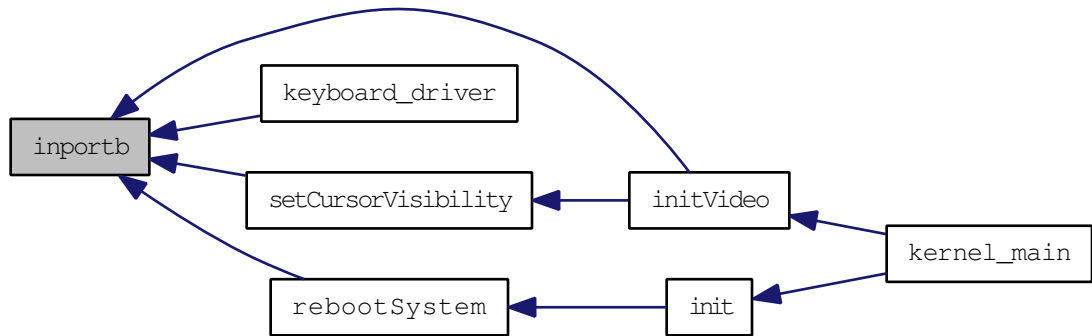 keyboard_driver
inportb
setCursorVisibility
initVideo
kernel_main
rebootSystem
init